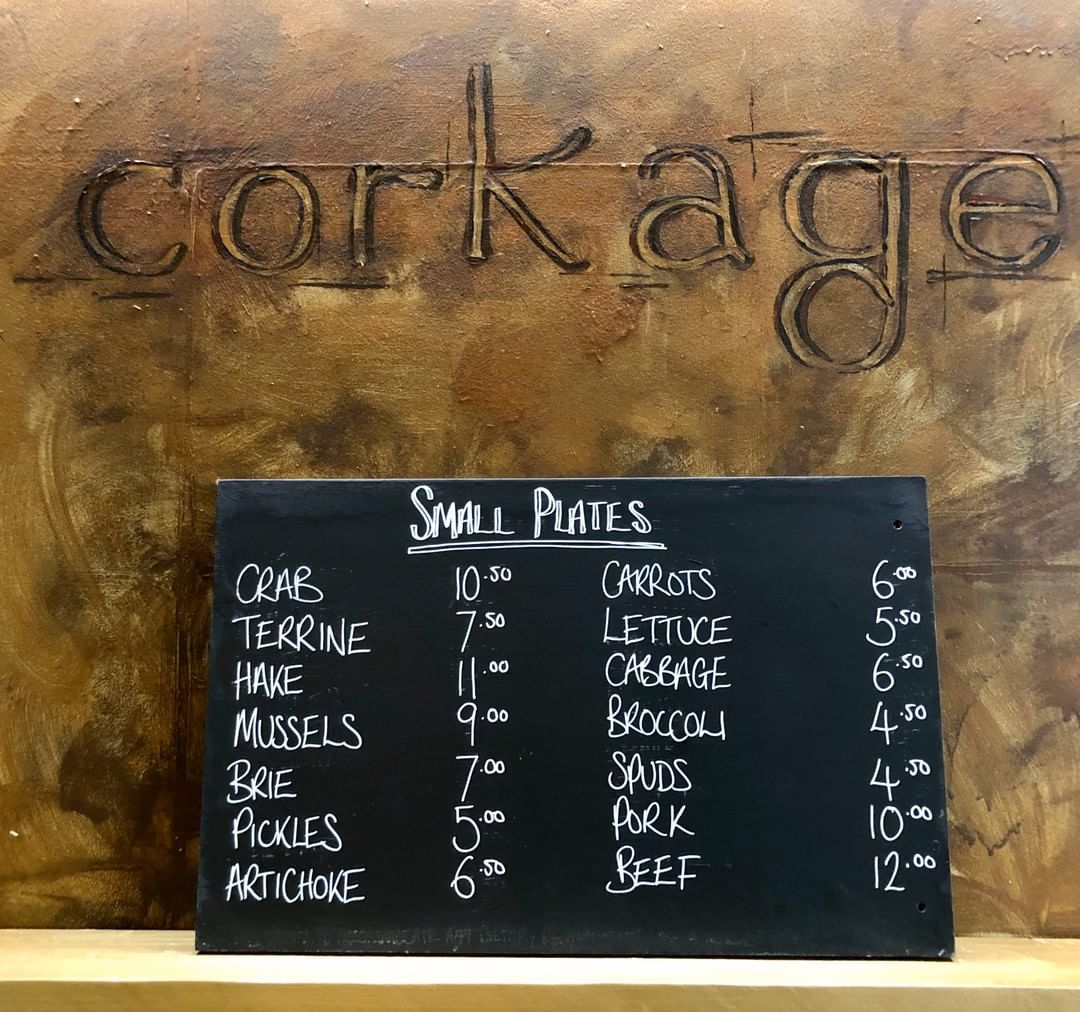 corkage
SMALL PLATES
CRAB 10.50 CARROTS 6.00
TERRINE 7.50 LETTUCE 5.50
HAKE 11.00 CABBAGE 6.50
MUSSELS 9.00 BROCCOLI 4.50
BRIE 7.00 SPUDS 4.50
PICKLES 5.00 PORK 10.00
ARTICHOKE 6.50 BEEF 12.00